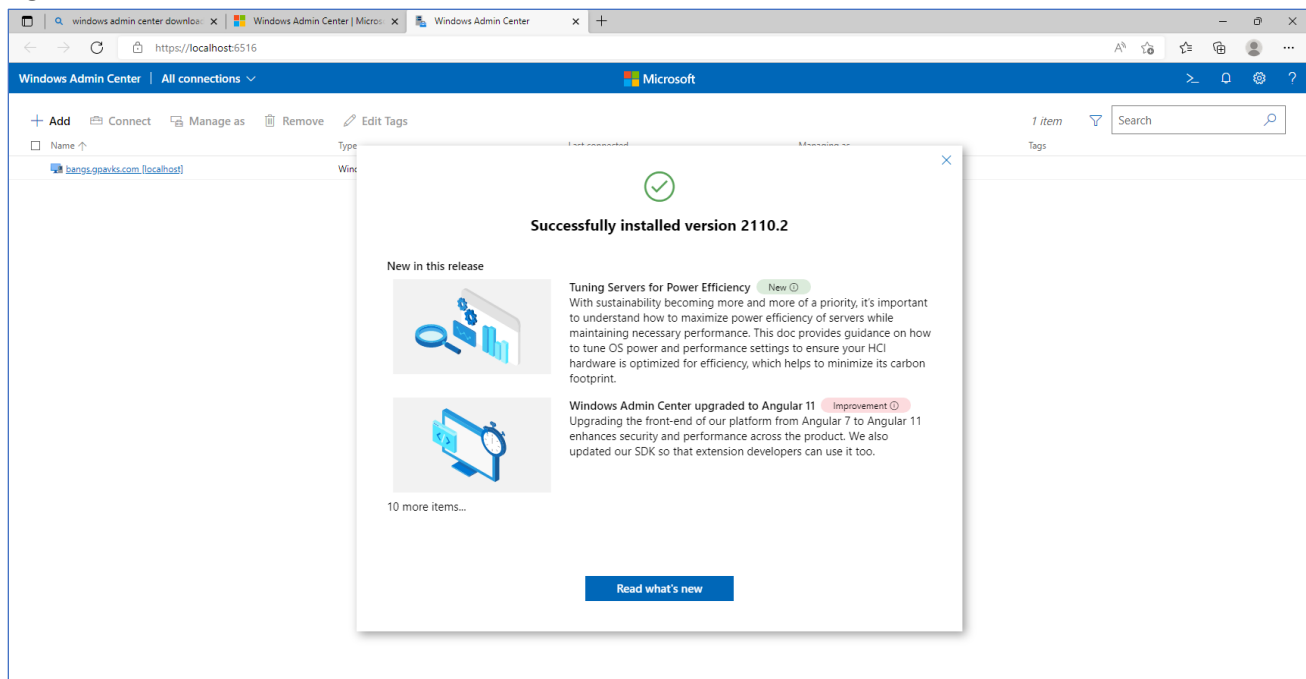 windows admin center downloa
Windows Admin Center | Micros
Windows Admin Center
https://localhost:6516
Windows Admin Center | All connections
Microsoft
Add Connect Manage as Remove Edit Tags
1 item
Search
Name Type Last connected Managing as Tags
bangs.gpavks.com [localhost]
Successfully installed version 2110.2
New in this release
Tuning Servers for Power Efficiency New
With sustainability becoming more and more of a priority, it's important
to understand how to maximize power efficiency of servers while
maintaining necessary performance. This doc provides guidance on how
to tune OS power and performance settings to ensure your HCI
hardware is optimized for efficiency, which helps to minimize its carbon
footprint.
Windows Admin Center upgraded to Angular 11 Improvement
Upgrading the front-end of our platform from Angular 7 to Angular 11
enhances security and performance across the product. We also
updated our SDK so that extension developers can use it too.
10 more items...
Read what's new